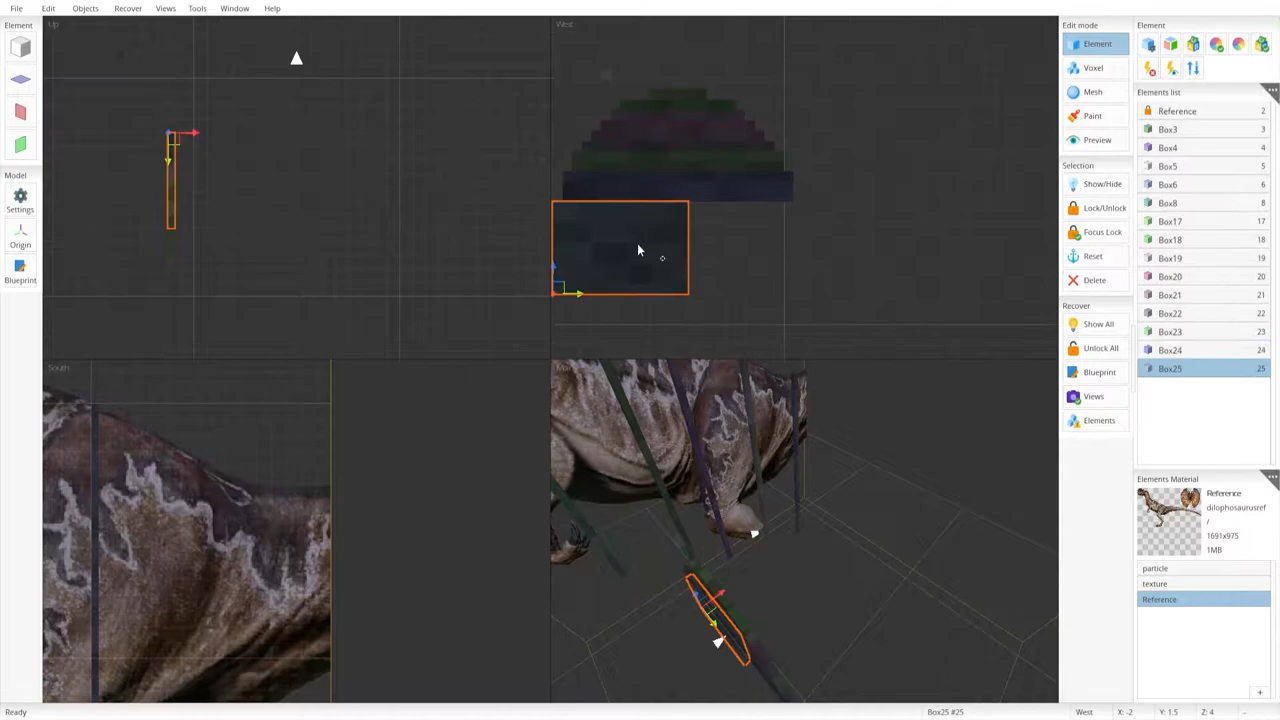 File Edit Objects Recover Views Tools Window Help
Element
Model
Settings
Origin
Blueprint
Up
West
South
Edit mode
Element
Voxel
Mesh
Paint
Preview
Selection
Show/Hide
Lock/Unlock
Focus Lock
Reset
Delete
Recover
Show All
Unlock All
Blueprint
Views
Elements
Element
Elements list
Reference 2
Box3 3
Box4 4
Box5 5
Box6 6
Box8 8
Box17 17
Box18 18
Box19 19
Box20 20
Box21 21
Box22 22
Box23 23
Box24 24
Box25 25
Elements Material
Reference
dilophosaurusref
/
1691x975
1MB
particle
texture
Reference
Ready
Box25 #25
West
X: -2
Y: 1.5
Z: 4